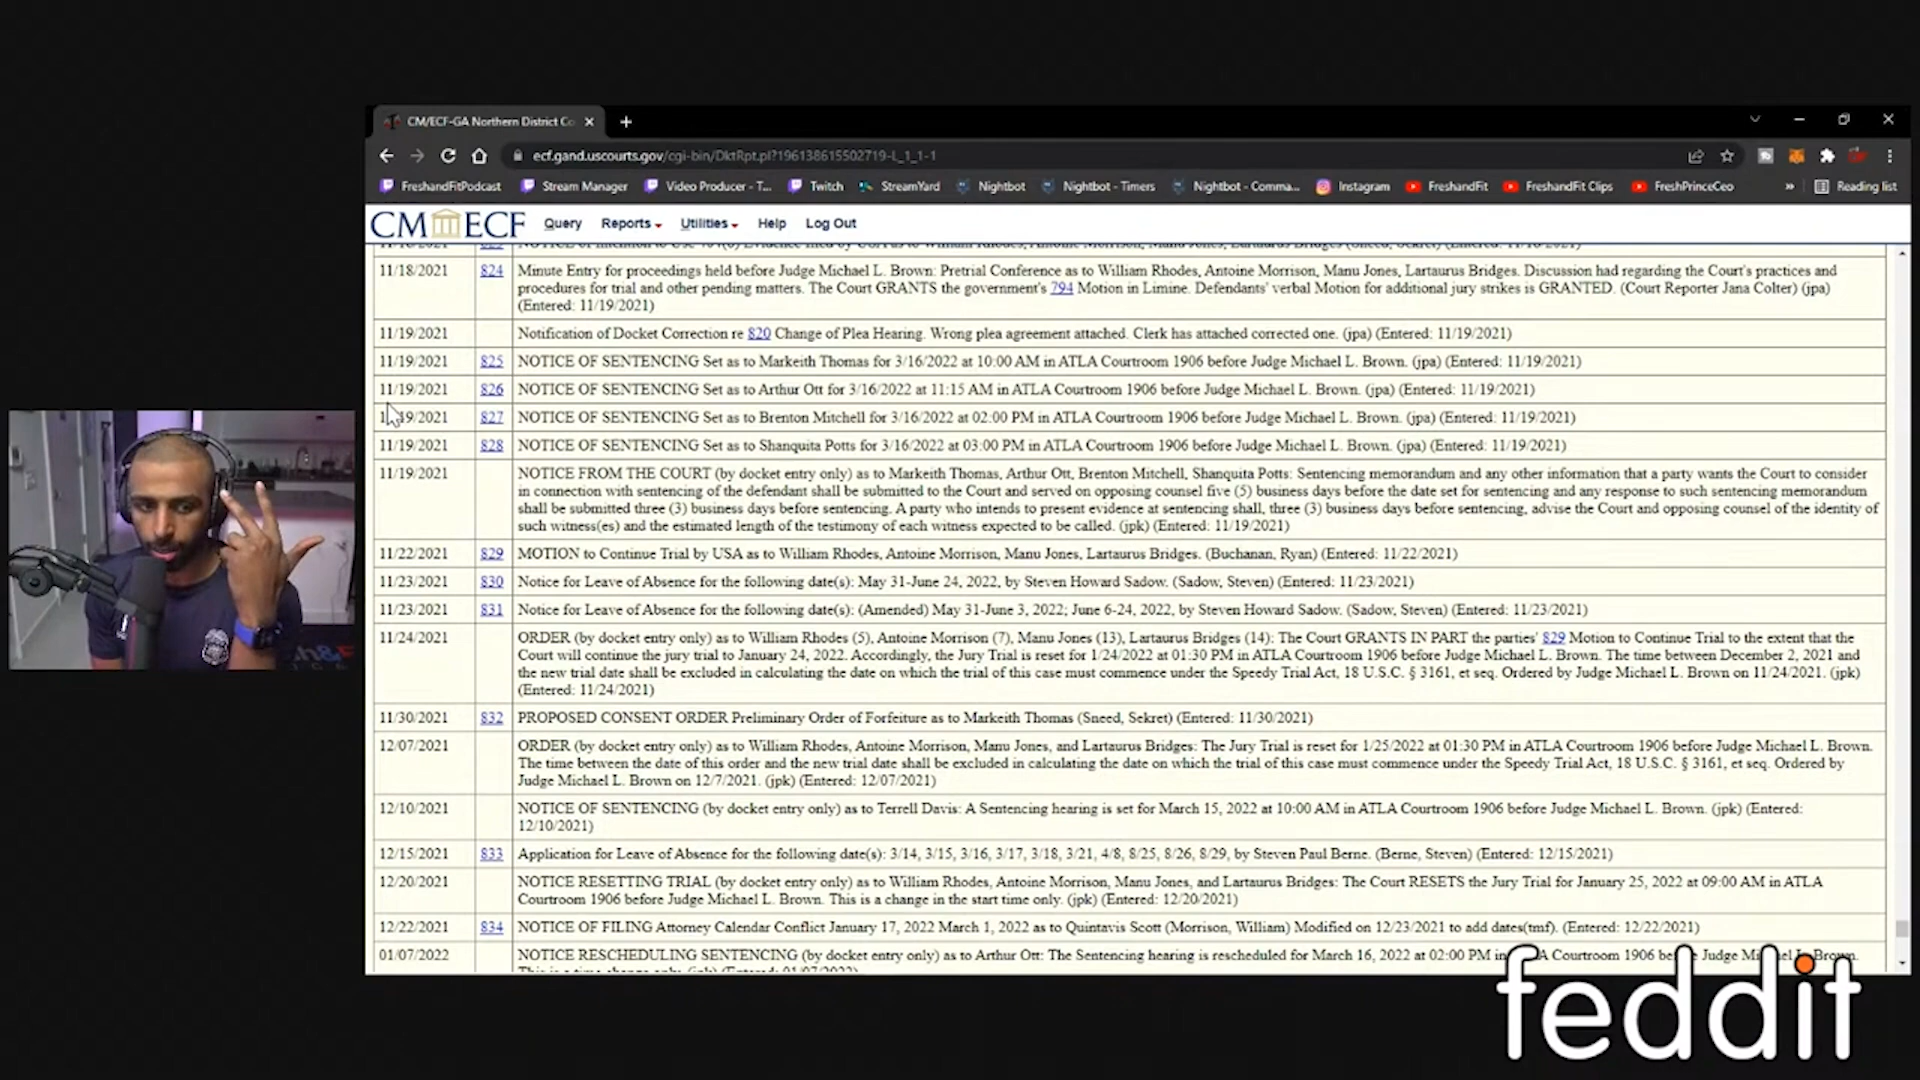 CM/ECF-GA Northern District Co
ecf.gand.uscourts.gov/cgi-bin/DktRpt.pl?196138615502719-L_1_1-1
FreshandFitPodcast Stream Manager Video Producer - T... Twitch StreamYard Nightbot Nightbot - Timers Nightbot - Comma... Instagram FreshandFit FreshandFit Clips FreshPrinceCeo » Reading list
CM ECF Query Reports Utilities Help Log Out
11/18/2021 824 Minute Entry for proceedings held before Judge Michael L. Brown: Pretrial Conference as to William Rhodes, Antoine Morrison, Manu Jones, Lartaurus Bridges. Discussion had regarding the Court's practices and
procedures for trial and other pending matters. The Court GRANTS the government's 794 Motion in Limine. Defendants' verbal Motion for additional jury strikes is GRANTED. (Court Reporter Jana Colter) (jpa)
(Entered: 11/19/2021)
11/19/2021 Notification of Docket Correction re 820 Change of Plea Hearing. Wrong plea agreement attached. Clerk has attached corrected one. (jpa) (Entered: 11/19/2021)
11/19/2021 825 NOTICE OF SENTENCING Set as to Markeith Thomas for 3/16/2022 at 10:00 AM in ATLA Courtroom 1906 before Judge Michael L. Brown. (jpa) (Entered: 11/19/2021)
11/19/2021 826 NOTICE OF SENTENCING Set as to Arthur Ott for 3/16/2022 at 11:15 AM in ATLA Courtroom 1906 before Judge Michael L. Brown. (jpa) (Entered: 11/19/2021)
11/19/2021 827 NOTICE OF SENTENCING Set as to Brenton Mitchell for 3/16/2022 at 02:00 PM in ATLA Courtroom 1906 before Judge Michael L. Brown. (jpa) (Entered: 11/19/2021)
11/19/2021 828 NOTICE OF SENTENCING Set as to Shanquita Potts for 3/16/2022 at 03:00 PM in ATLA Courtroom 1906 before Judge Michael L. Brown. (jpa) (Entered: 11/19/2021)
11/19/2021 NOTICE FROM THE COURT (by docket entry only) as to Markeith Thomas, Arthur Ott, Brenton Mitchell, Shanquita Potts: Sentencing memorandum and any other information that a party wants the Court to consider
in connection with sentencing of the defendant shall be submitted to the Court and served on opposing counsel five (5) business days before the date set for sentencing and any response to such sentencing memorandum
shall be submitted three (3) business days before sentencing. A party who intends to present evidence at sentencing shall, three (3) business days before sentencing, advise the Court and opposing counsel of the identity of
such witness(es) and the estimated length of the testimony of each witness expected to be called. (jpk) (Entered: 11/19/2021)
11/22/2021 829 MOTION to Continue Trial by USA as to William Rhodes, Antoine Morrison, Manu Jones, Lartaurus Bridges. (Buchanan, Ryan) (Entered: 11/22/2021)
11/23/2021 830 Notice for Leave of Absence for the following date(s): May 31-June 24, 2022, by Steven Howard Sadow. (Sadow, Steven) (Entered: 11/23/2021)
11/23/2021 831 Notice for Leave of Absence for the following date(s): (Amended) May 31-June 3, 2022; June 6-24, 2022, by Steven Howard Sadow. (Sadow, Steven) (Entered: 11/23/2021)
11/24/2021 ORDER (by docket entry only) as to William Rhodes (5), Antoine Morrison (7), Manu Jones (13), Lartaurus Bridges (14): The Court GRANTS IN PART the parties' 829 Motion to Continue Trial to the extent that the
Court will continue the jury trial to January 24, 2022. Accordingly, the Jury Trial is reset for 1/24/2022 at 01:30 PM in ATLA Courtroom 1906 before Judge Michael L. Brown. The time between December 2, 2021 and
the new trial date shall be excluded in calculating the date on which the trial of this case must commence under the Speedy Trial Act, 18 U.S.C. § 3161, et seq. Ordered by Judge Michael L. Brown on 11/24/2021. (jpk)
(Entered: 11/24/2021)
11/30/2021 832 PROPOSED CONSENT ORDER Preliminary Order of Forfeiture as to Markeith Thomas (Sneed, Sekret) (Entered: 11/30/2021)
12/07/2021 ORDER (by docket entry only) as to William Rhodes, Antoine Morrison, Manu Jones, and Lartaurus Bridges: The Jury Trial is reset for 1/25/2022 at 01:30 PM in ATLA Courtroom 1906 before Judge Michael L. Brown.
The time between the date of this order and the new trial date shall be excluded in calculating the date on which the trial of this case must commence under the Speedy Trial Act, 18 U.S.C. § 3161, et seq. Ordered by
Judge Michael L. Brown on 12/7/2021. (jpk) (Entered: 12/07/2021)
12/10/2021 NOTICE OF SENTENCING (by docket entry only) as to Terrell Davis: A Sentencing hearing is set for March 15, 2022 at 10:00 AM in ATLA Courtroom 1906 before Judge Michael L. Brown. (jpk) (Entered:
12/10/2021)
12/15/2021 833 Application for Leave of Absence for the following date(s): 3/14, 3/15, 3/16, 3/17, 3/18, 3/21, 4/8, 8/25, 8/26, 8/29, by Steven Paul Berne. (Berne, Steven) (Entered: 12/15/2021)
12/20/2021 NOTICE RESETTING TRIAL (by docket entry only) as to William Rhodes, Antoine Morrison, Manu Jones, and Lartaurus Bridges: The Court RESETS the Jury Trial for January 25, 2022 at 09:00 AM in ATLA
Courtroom 1906 before Judge Michael L. Brown. This is a change in the start time only. (jpk) (Entered: 12/20/2021)
12/22/2021 834 NOTICE OF FILING Attorney Calendar Conflict January 17, 2022 March 1, 2022 as to Quintavis Scott (Morrison, William) Modified on 12/23/2021 to add dates(tmf). (Entered: 12/22/2021)
01/07/2022 NOTICE RESCHEDULING SENTENCING (by docket entry only) as to Arthur Ott: The Sentencing hearing is rescheduled for March 16, 2022 at 02:00 PM in Courtroom 1906 Judge Brown.
feddit